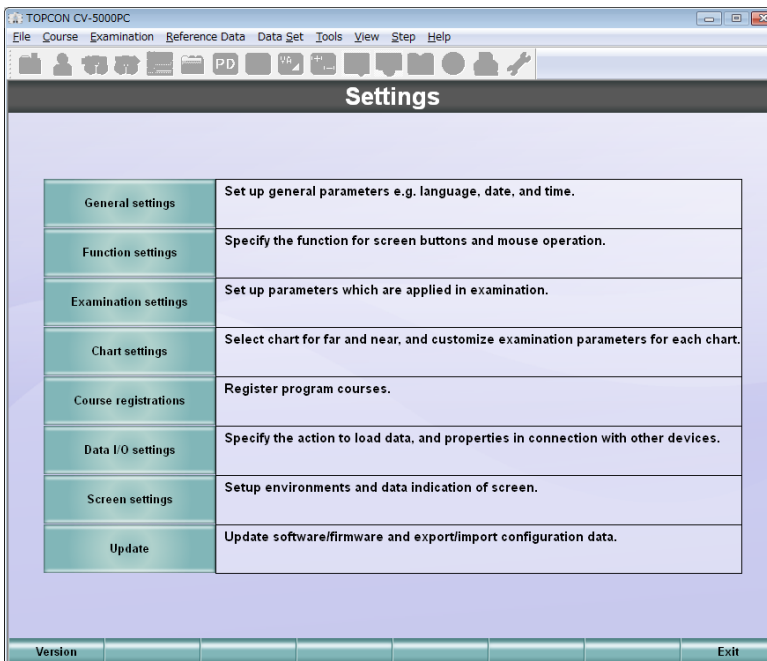 TOPCON CV-5000PC
File Course Examination Reference Data Data Set Tools View Step Help
PD VA
Settings
General settings Set up general parameters e.g. language, date, and time.
Function settings Specify the function for screen buttons and mouse operation.
Examination settings Set up parameters which are applied in examination.
Chart settings Select chart for far and near, and customize examination parameters for each chart.
Course registrations Register program courses.
Data I/O settings Specify the action to load data, and properties in connection with other devices.
Screen settings Setup environments and data indication of screen.
Update Update software/firmware and export/import configuration data.
Version Exit